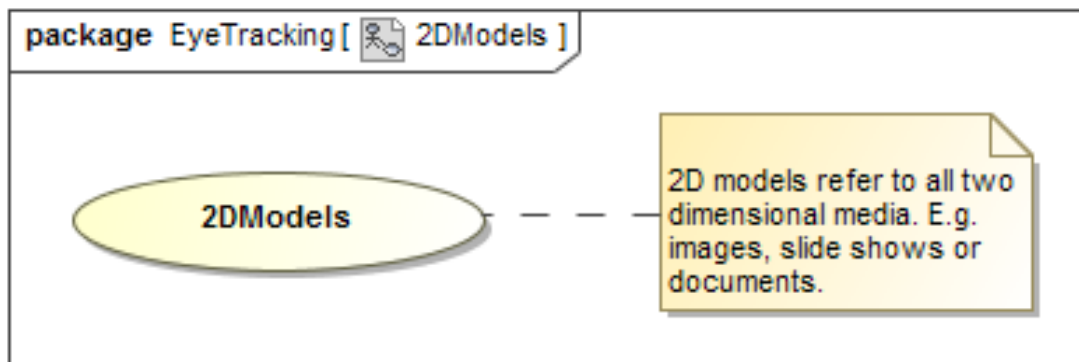 package EyeTracking [ 2DModels ]
2DModels
2D models refer to all two
dimensional media. E.g.
images, slide shows or
documents.